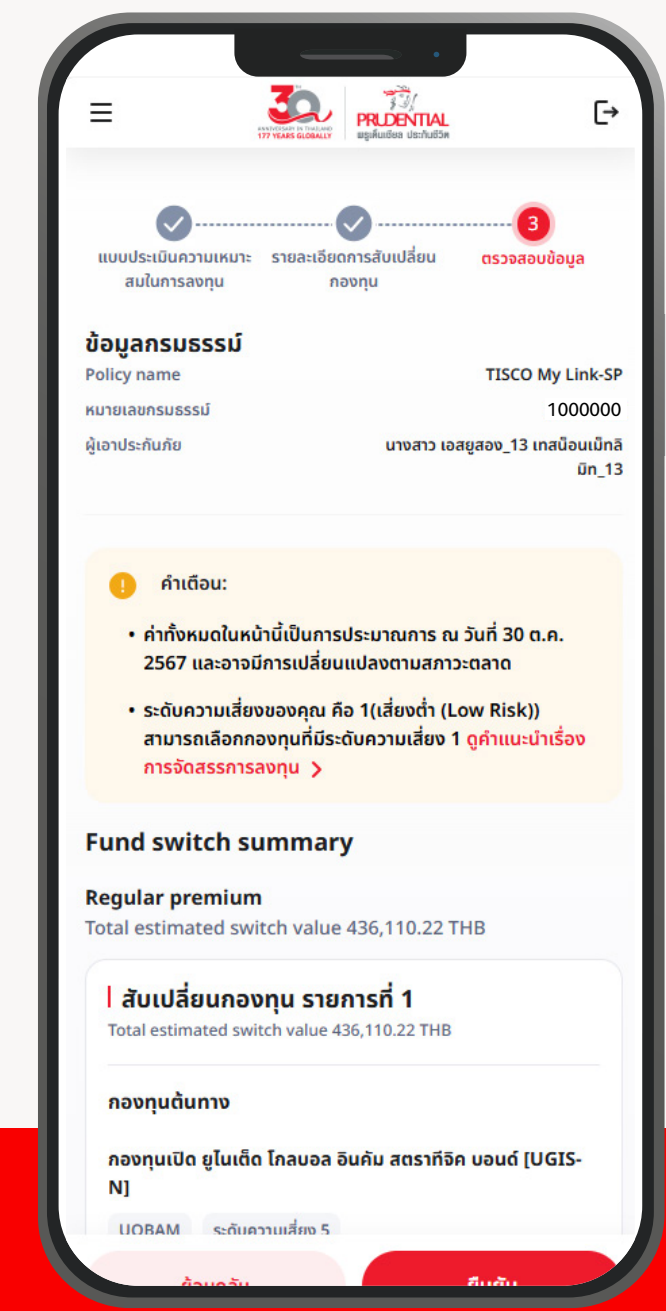 30TH
ANNIVERSARY IN THAILAND
177 YEARS GLOBALLY
PRUDENTIAL
พรูเด็นเชียล ประกันชีวิต
3
แบบประเมินความเหมาะ
สมในการลงทุน
รายละเอียดการสับเปลี่ยน
กองทุน
ตรวจสอบข้อมูล
ข้อมูลกรมธรรม์
Policy name TISCO My Link-SP
หมายเลขกรมธรรม์ 1000000
ผู้เอาประกันภัย นางสาว เอสยูสอง_13 เทสน็อนเม็ทลิ
มิท_13
คำเตือน:
• ค่าทั้งหมดในหน้านี้เป็นการประมาณการ ณ วันที่ 30 ต.ค.
2567 และอาจมีการเปลี่ยนแปลงตามสภาวะตลาด
• ระดับความเสี่ยงของคุณ คือ 1(เสี่ยงต่ำ (Low Risk))
สามารถเลือกกองทุนที่มีระดับความเสี่ยง 1 ดูคำแนะนำเรื่อง
การจัดสรรการลงทุน >
Fund switch summary
Regular premium
Total estimated switch value 436,110.22 THB
สับเปลี่ยนกองทุน รายการที่ 1
Total estimated switch value 436,110.22 THB
กองทุนต้นทาง
กองทุนเปิด ยูไนเต็ด โกลบอล อินคัม สตราทีจิค บอนด์ [UGIS-
N]
UOBAM ระดับความเสี่ยง 5
ย้อนกลับ ยืนยัน